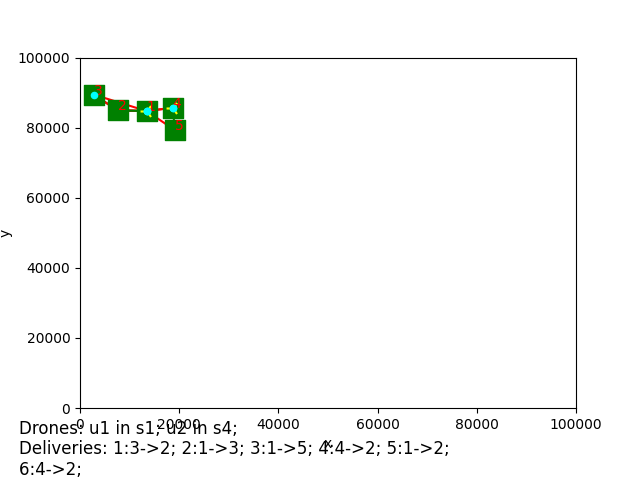 100000
80000
60000
40000
20000
0
y
0 20000 40000 60000 80000 100000
x
Drones: u1 in s1; u2 in s4;
Deliveries: 1:3->2; 2:1->3; 3:1->5; 4:4->2; 5:1->2;
6:4->2;